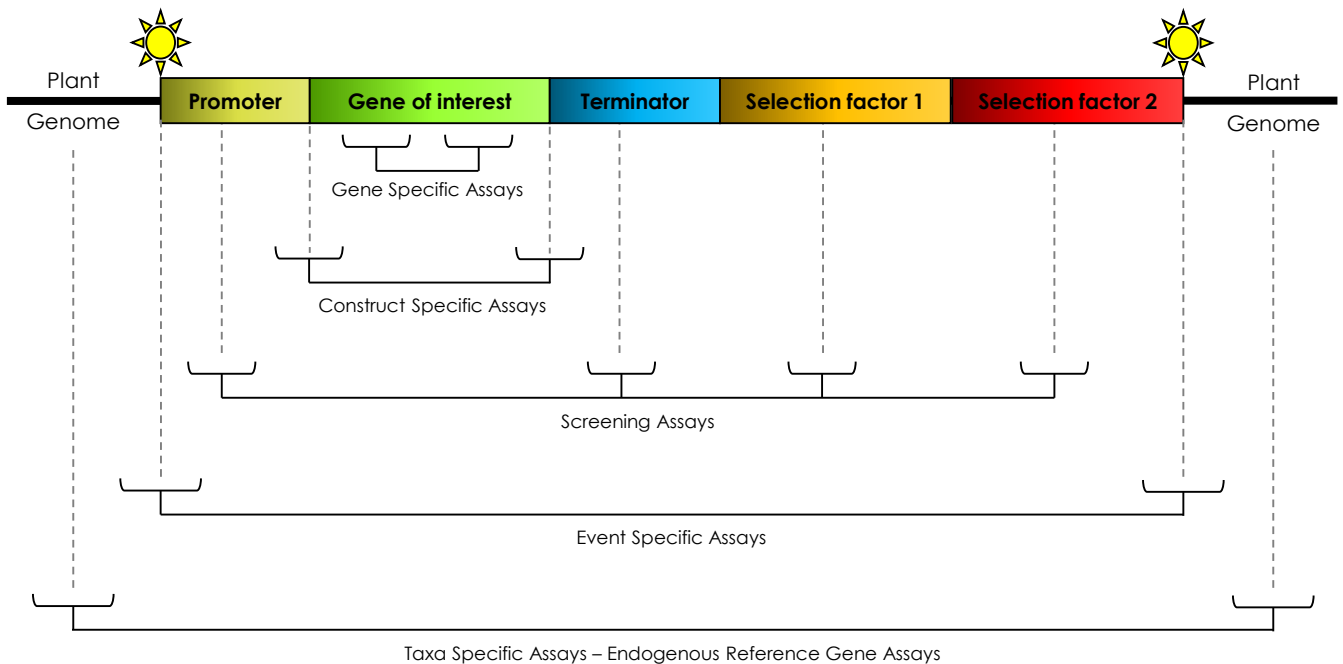 Plant
Genome
Promoter
Gene of interest
Terminator
Selection factor 1
Selection factor 2
Plant
Genome
Gene Specific Assays
Construct Specific Assays
Screening Assays
Event Specific Assays
Taxa Specific Assays – Endogenous Reference Gene Assays